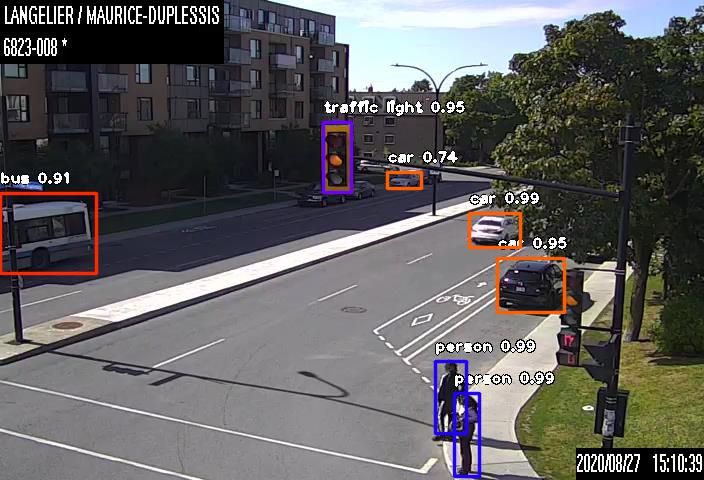 LANGELIER / MAURICE-DUPLESSIS
6823-008 *
traffic light 0.95
car 0.74
bus 0.91
car 0.99
car 0.95
person 0.99
person 0.99
2020/08/27 15:10:39